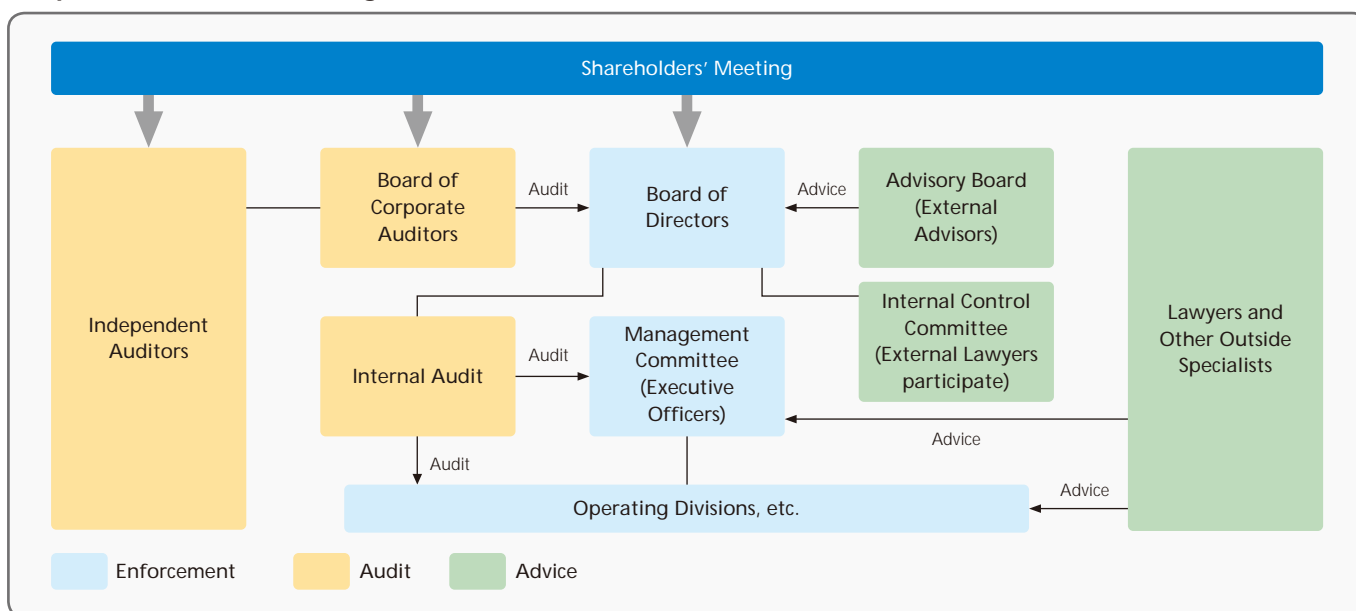 Shareholders' Meeting
Independent
Auditors
Board of
Corporate
Auditors
Audit
Board of
Directors
Advice
Advisory Board
(External
Advisors)
Lawyers and
Other Outside
Specialists
Internal Audit
Audit
Management
Committee
(Executive
Officers)
Internal Control
Committee
(External Lawyers
participate)
Advice
Audit
Operating Divisions, etc.
Advice
Enforcement
Audit
Advice